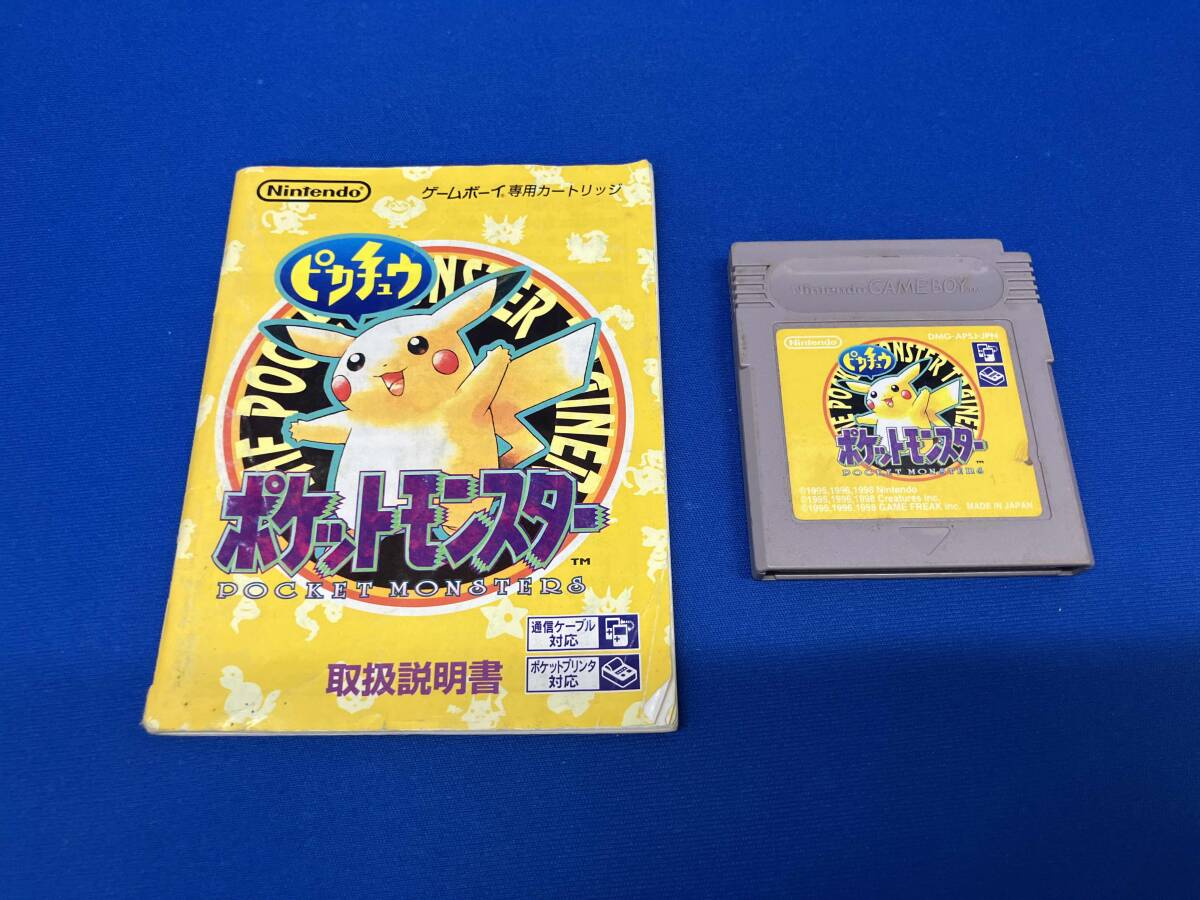 Nintendo®
ゲームボーイ®専用カートリッジ
ピカチュウ
THE POCKET MONSTER TRAINER
ポケットモンスター
TM
POCKET MONSTERS
通信ケーブル
対応
ポケットプリンタ
対応
取扱説明書
Nintendo GAMEBOY TM
Nintendo
DMG-APSJ-JPN
ピカチュウ
POCKET MONSTER TRAINER
ポケットモンスター
TM
POCKET MONSTERS
©1995,1996,1998 Nintendo
©1995,1996,1998 Creatures inc.
©1995,1996,1998 GAME FREAK inc. MADE IN JAPAN